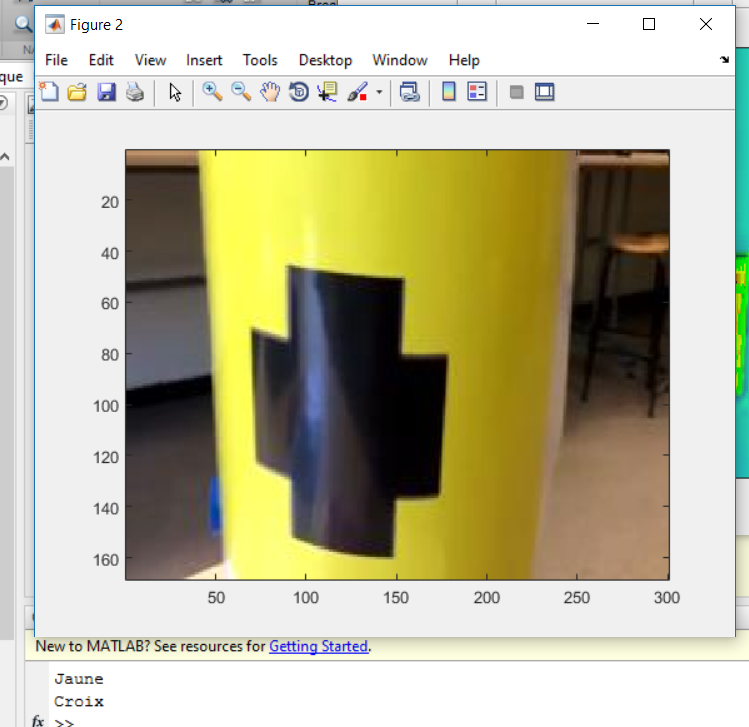 Figure 2
File Edit View Insert Tools Desktop Window Help
que
20
40
60
80
100
120
140
160
50 100 150 200 250 300
New to MATLAB? See resources for Getting Started.
Jaune
Croix
fx >>